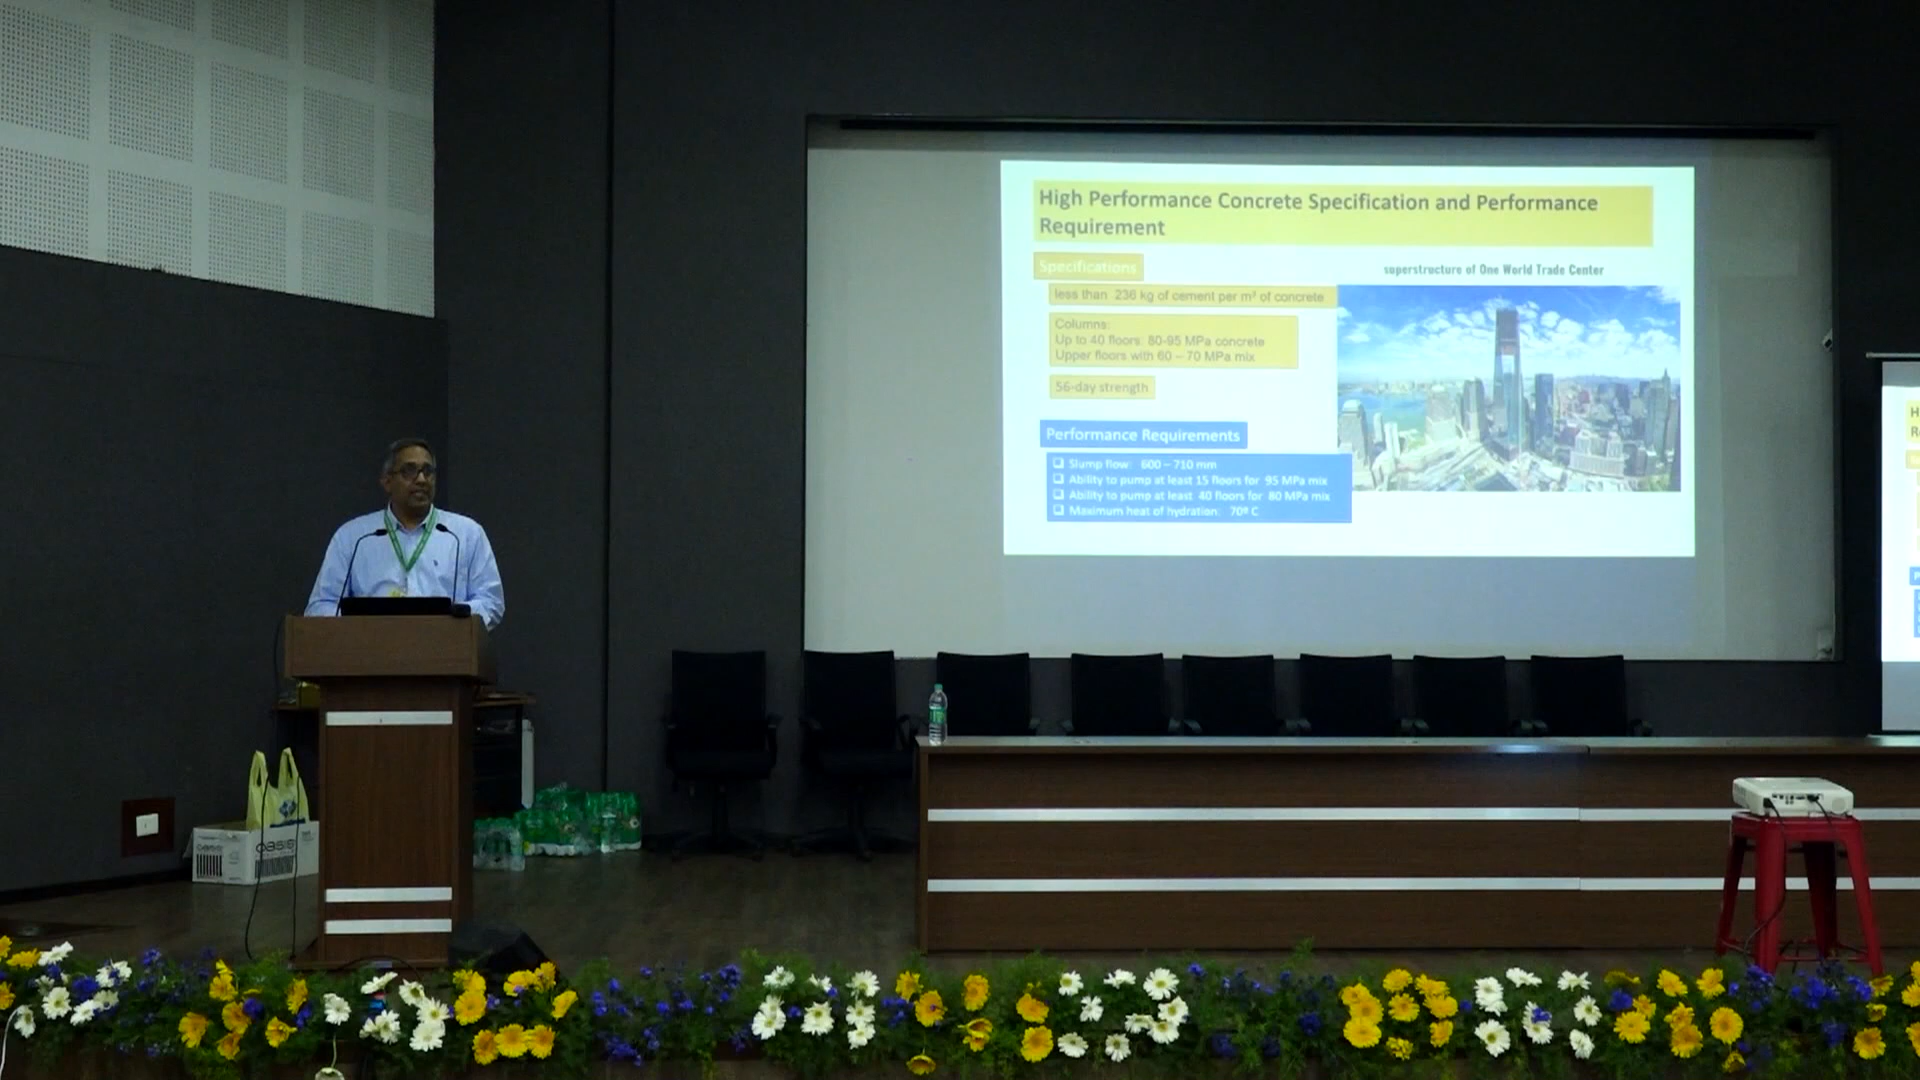 High Performance Concrete Specification and Performance
Requirement
Specifications
superstructure of One World Trade Center
less than 236 kg of cement per m³ of concrete
Columns:
Up to 40 floors 80-95 MPa concrete
Upper floors with 60 – 70 MPa mix
56-day strength
Performance Requirements
❑ Slump flow: 600 – 710 mm
❑ Ability to pump at least 15 floors for 95 MPa mix
❑ Ability to pump at least 40 floors for 80 MPa mix
❑ Maximum heat of hydration: 70º C
OASIS